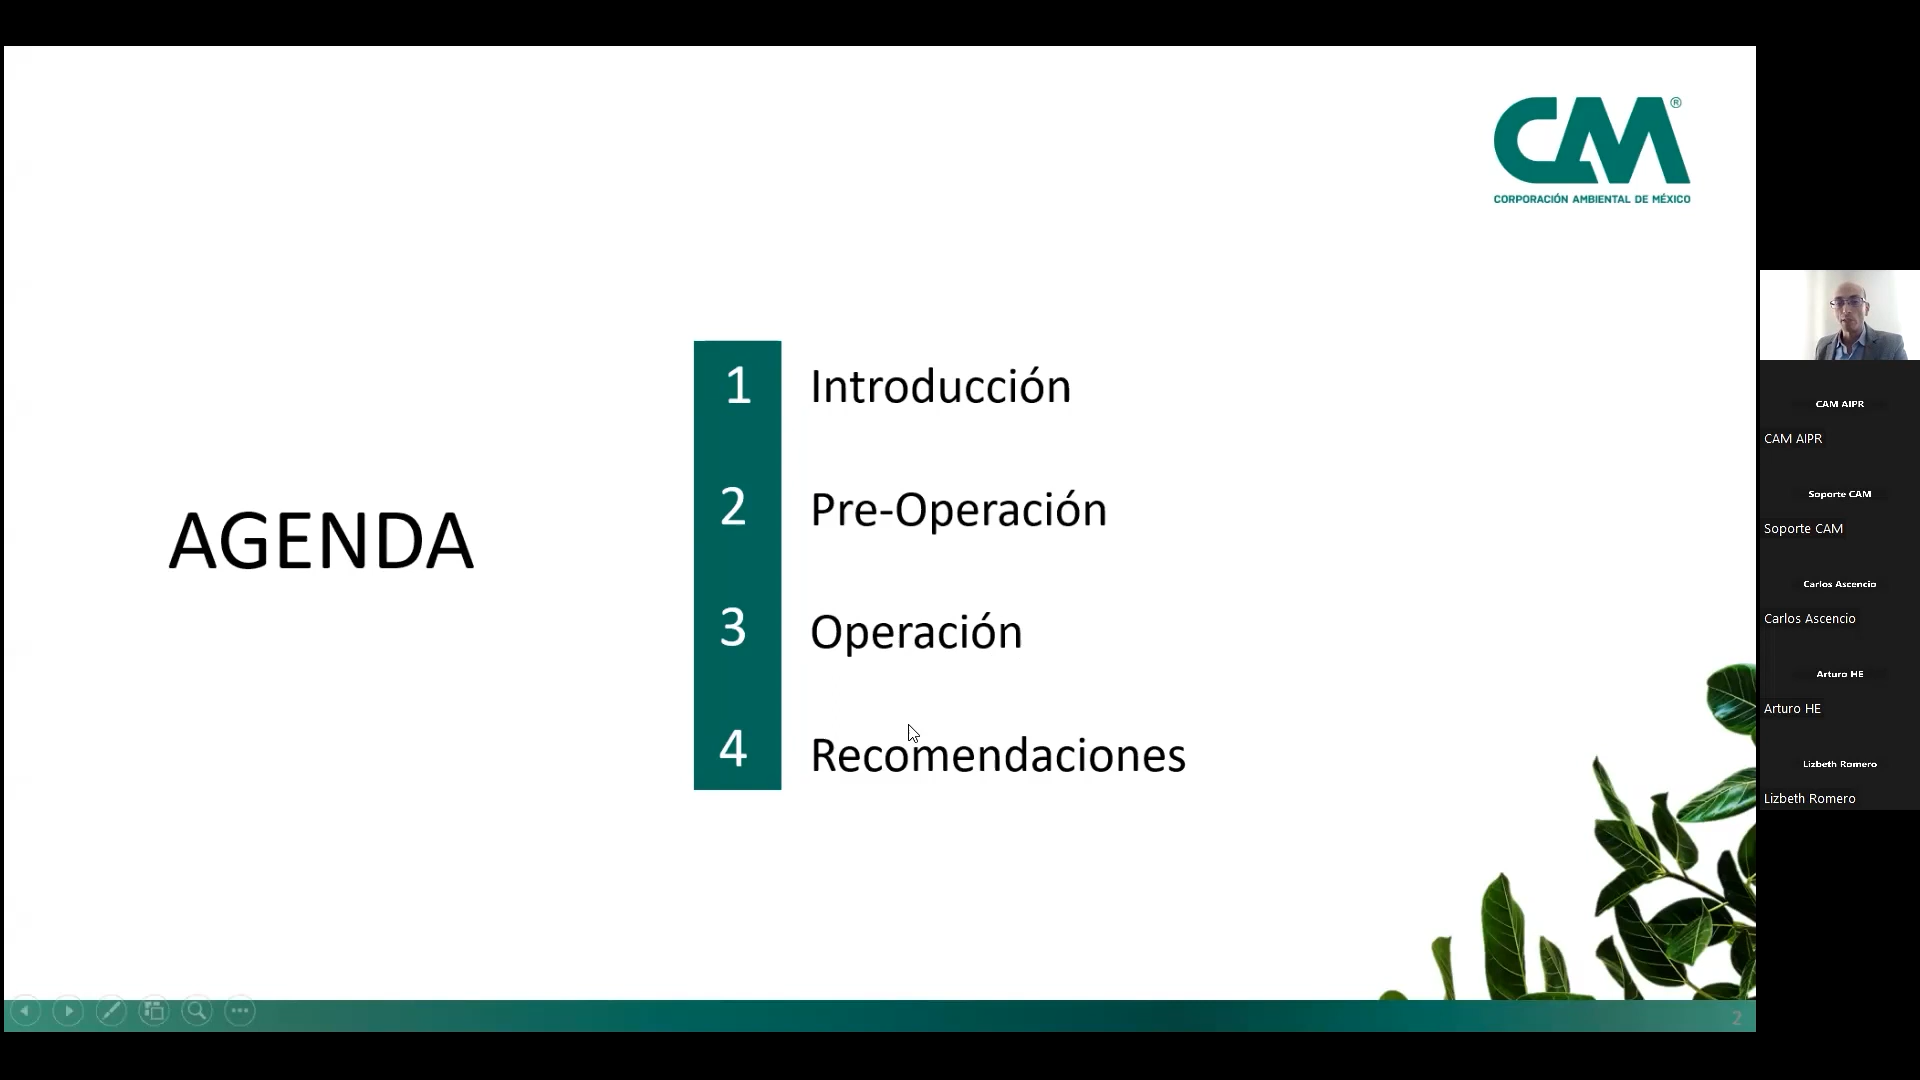 CAM®
CORPORACIÓN AMBIENTAL DE MÉXICO
AGENDA
1 Introducción
2 Pre-Operación
3 Operación
4 Recomendaciones
2
CAM AIPR
CAM AIPR
Soporte CAM
Soporte CAM
Carlos Ascencio
Carlos Ascencio
Arturo HE
Arturo HE
Lizbeth Romero
Lizbeth Romero